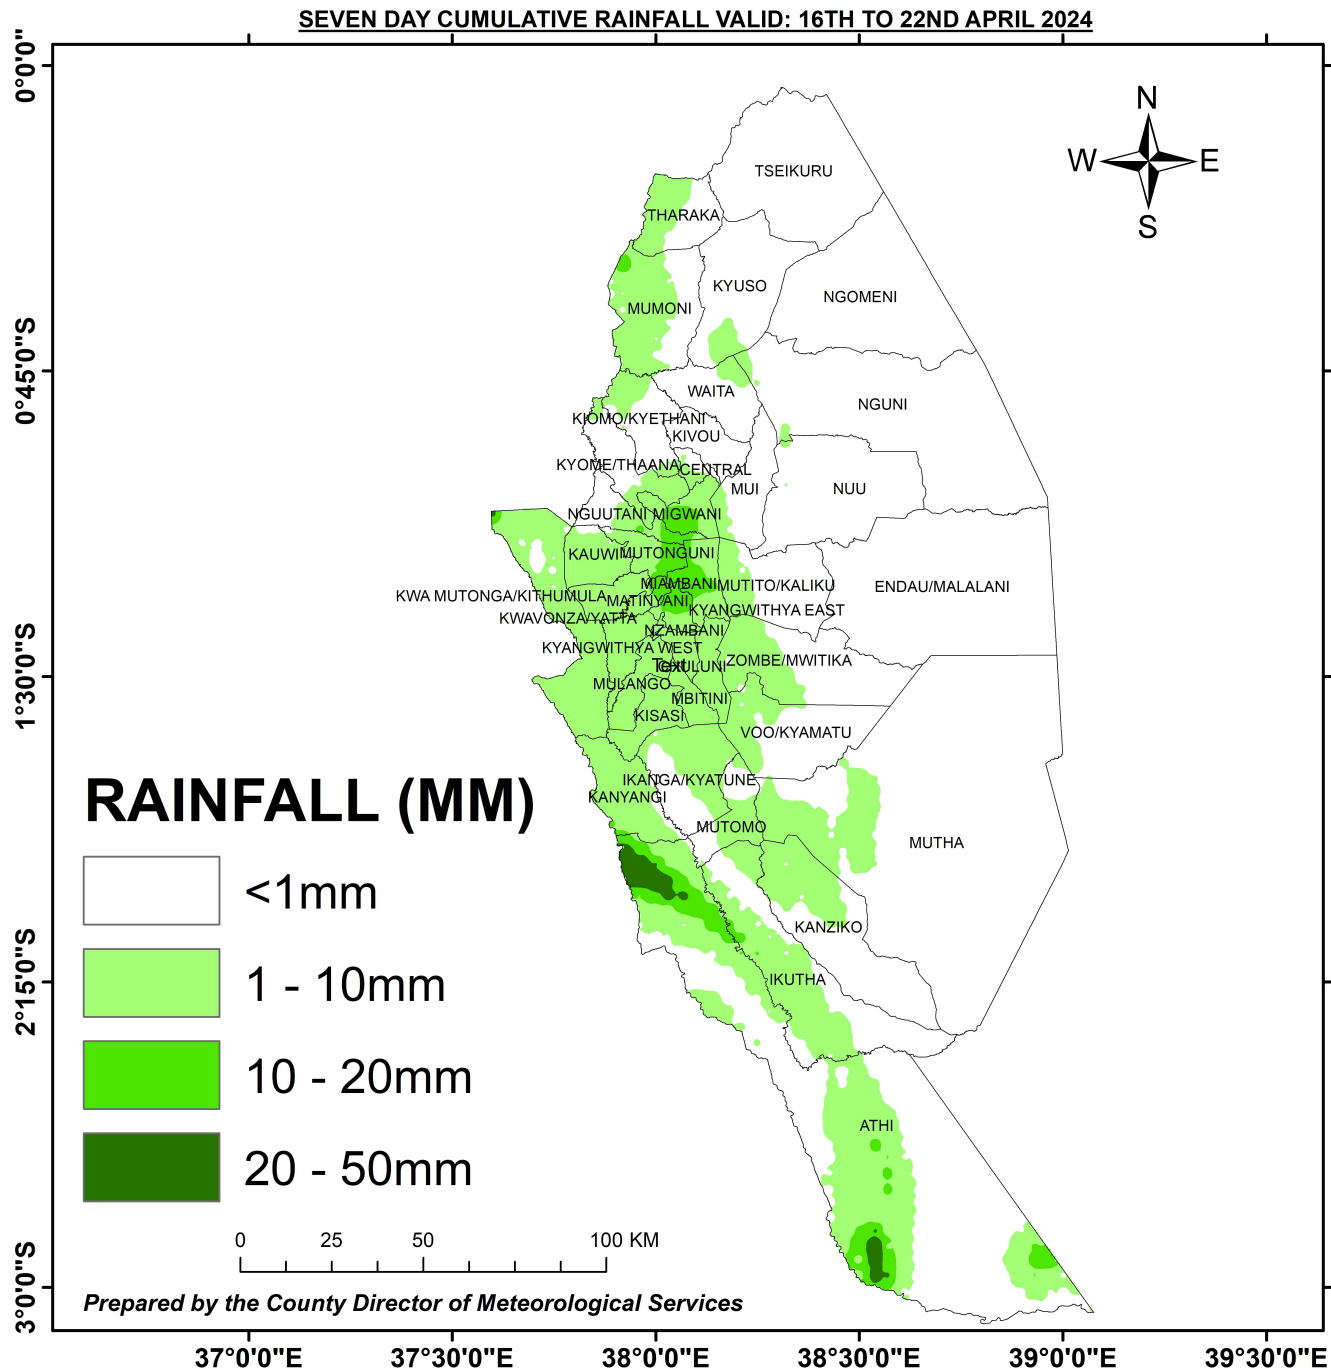 SEVEN DAY CUMULATIVE RAINFALL VALID: 16TH TO 22ND APRIL 2024
0°0'0"
N
W E
S
TSEIKURU
THARAKA
KYUSO
NGOMENI
MUMONI
0°45'0"S
WAITA
NGUNI
KIOMO/KYETHANI
KIVOU
KYOME/THAANA
CENTRAL
MUI
NUU
NGUUTANI
MIGWANI
KAUWI
MUTONGUNI
MIAMBANI
MUTITO/KALIKU
ENDAU/MALALANI
KWA MUTONGA/KITHUMULA
MATINYANI
KYANGWITHYA EAST
KWAVONZA/YATTA
NZAMBANI
KYANGWITHYA WEST
Text
CHULUNI
ZOMBE/MWITIKA
1°30'0"S
MULANGO
MBITINI
KISASI
VOO/KYAMATU
IKANGA/KYATUNE
KANYANGI
MUTOMO
MUTHA
KANZIKO
IKUTHA
2°15'0"S
ATHI
3°0'0"S
RAINFALL (MM)
<1mm
1 - 10mm
10 - 20mm
20 - 50mm
0 25 50 100 KM
Prepared by the County Director of Meteorological Services
37°0'0"E 37°30'0"E 38°0'0"E 38°30'0"E 39°0'0"E 39°30'0"E